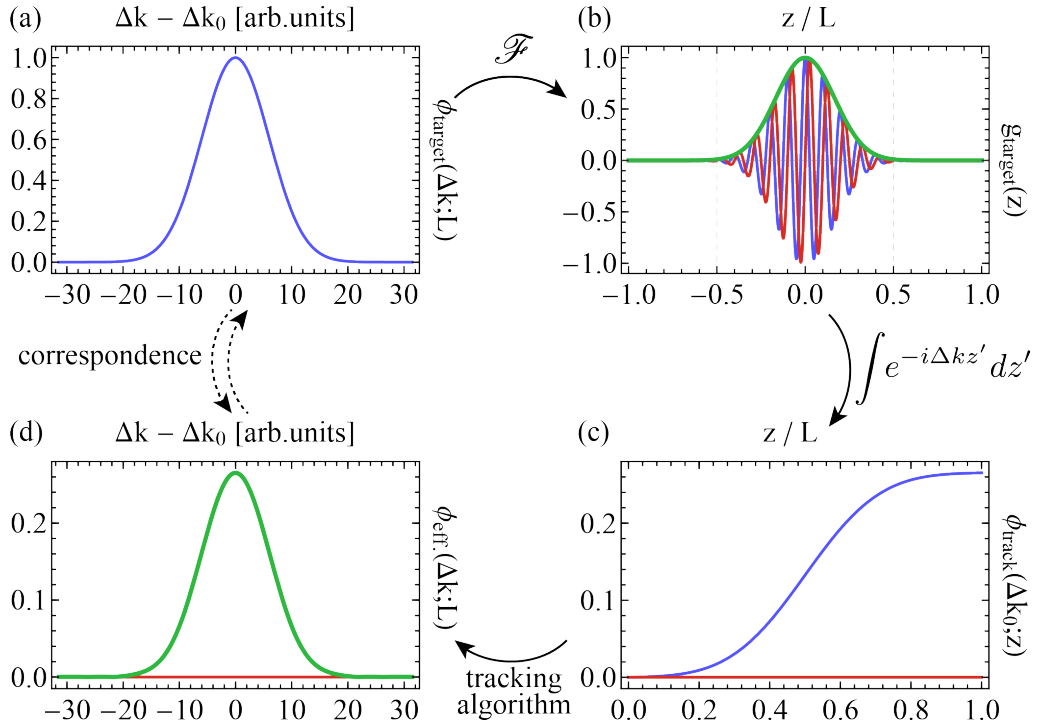 (a) Δk − Δk₀ [arb.units]
1.0
0.8
0.6
0.4
0.2
0.0
−30 −20 −10 0 10 20 30
ϕtarget(Δk;L)
ℱ
(b) z / L
1.0
0.5
0.0
−0.5
−1.0
−1.0 −0.5 0.0 0.5 1.0
gtarget(z)
correspondence
∫ e^{−iΔkz′} dz′
(d) Δk − Δk₀ [arb.units]
0.2
0.1
0.0
−30 −20 −10 0 10 20 30
ϕeff.(Δk;L)
tracking
algorithm
(c) z / L
0.2
0.1
0.0
0.0 0.2 0.4 0.6 0.8 1.0
ϕtrack(Δk₀;z)